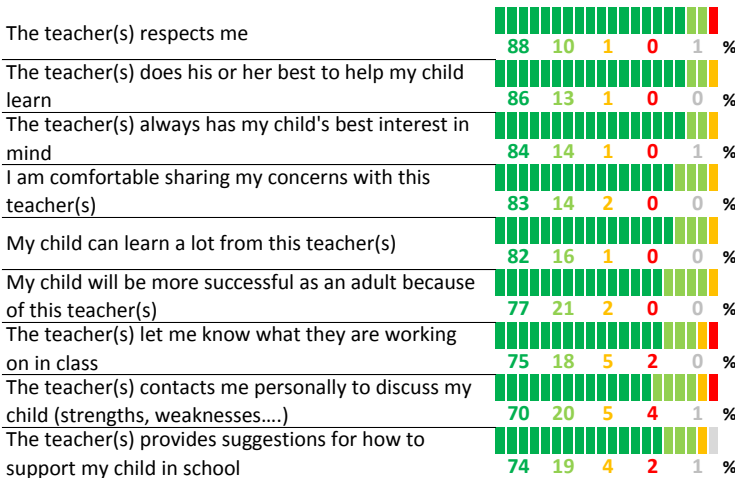 The teacher(s) respects me
88 10 1 0 1 %
The teacher(s) does his or her best to help my child
learn
86 13 1 0 0 %
The teacher(s) always has my child's best interest in
mind
84 14 1 0 1 %
I am comfortable sharing my concerns with this
teacher(s)
83 14 2 0 0 %
My child can learn a lot from this teacher(s)
82 16 1 0 0 %
My child will be more successful as an adult because
of this teacher(s)
77 21 2 0 0 %
The teacher(s) let me know what they are working
on in class
75 18 5 2 0 %
The teacher(s) contacts me personally to discuss my
child (strengths, weaknesses....)
70 20 5 4 1 %
The teacher(s) provides suggestions for how to
support my child in school
74 19 4 2 1 %